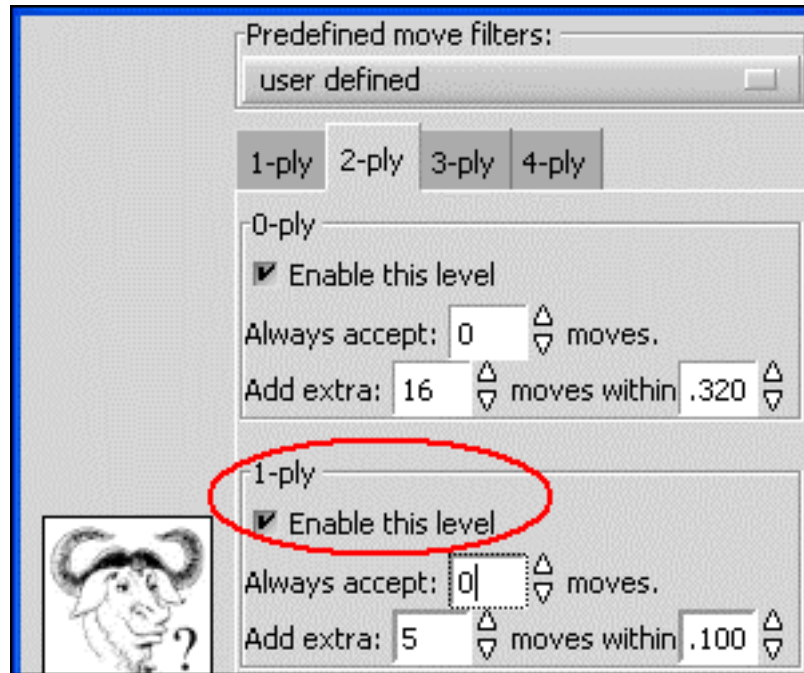 Predefined move filters:
user defined
1-ply 2-ply 3-ply 4-ply
0-ply
Enable this level
Always accept: 0 moves.
Add extra: 16 moves within .320
1-ply
Enable this level
Always accept: 0 moves.
Add extra: 5 moves within .100
?